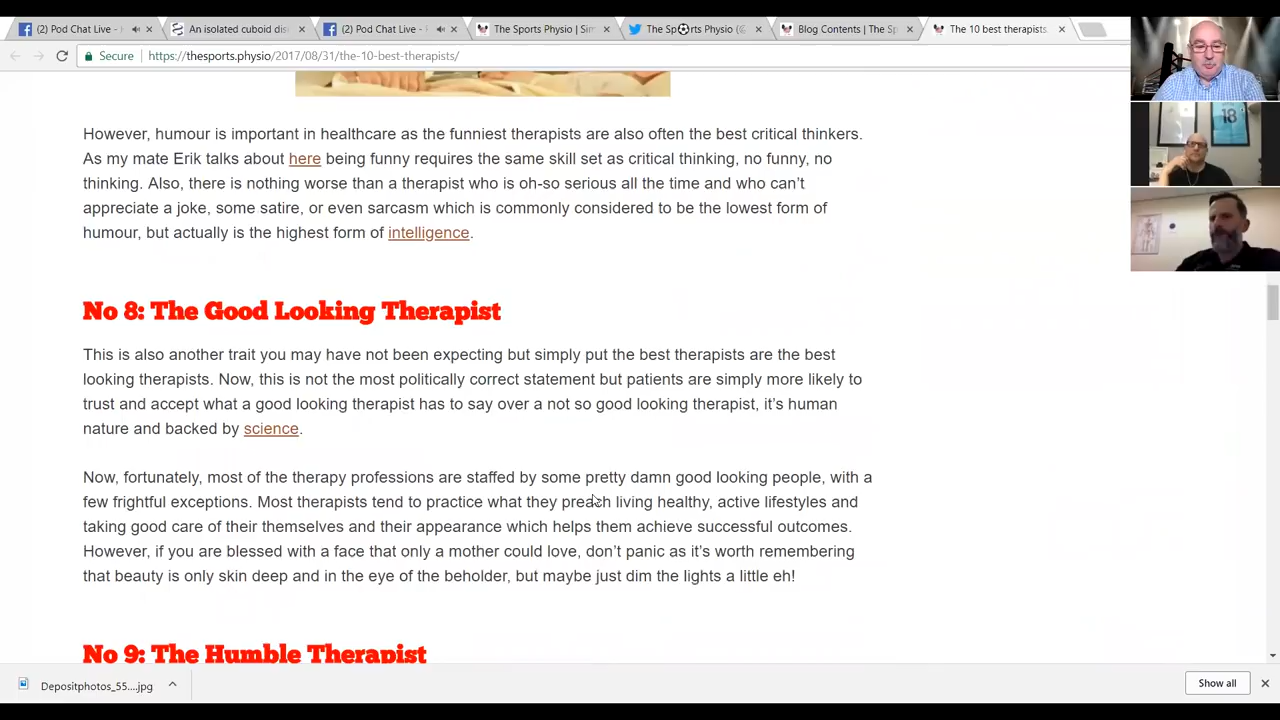 (2) Pod Chat Live -
An isolated cuboid dis
(2) Pod Chat Live -
The Sports Physio | Sim
The Sp rts Physio (@
Blog Contents | The Sp
The 10 best therapists.
Secure
https://thesports.physio/2017/08/31/the-10-best-therapists/
18
However, humour is important in healthcare as the funniest therapists are also often the best critical thinkers.
As my mate Erik talks about here being funny requires the same skill set as critical thinking, no funny, no
thinking. Also, there is nothing worse than a therapist who is oh-so serious all the time and who can't
appreciate a joke, some satire, or even sarcasm which is commonly considered to be the lowest form of
humour, but actually is the highest form of intelligence.
No 8: The Good Looking Therapist
This is also another trait you may have not been expecting but simply put the best therapists are the best
looking therapists. Now, this is not the most politically correct statement but patients are simply more likely to
trust and accept what a good looking therapist has to say over a not so good looking therapist, it's human
nature and backed by science.
Now, fortunately, most of the therapy professions are staffed by some pretty damn good looking people, with a
few frightful exceptions. Most therapists tend to practice what they preach living healthy, active lifestyles and
taking good care of their themselves and their appearance which helps them achieve successful outcomes.
However, if you are blessed with a face that only a mother could love, don't panic as it's worth remembering
that beauty is only skin deep and in the eye of the beholder, but maybe just dim the lights a little eh!
No 9: The Humble Therapist
Depositphotos_55....jpg
Show all